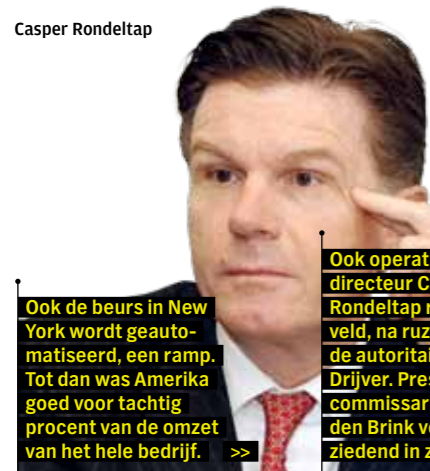 Casper Rondeltap
Ook de beurs in New
York wordt geauto-
matiseerd, een ramp.
Tot dan was Amerika
goed voor tachtig
procent van de omzet
van het hele bedrijf. >>
Ook operat
directeur C
Rondeltap
veld, na ruz
de autoritai
Drijver. Pres
commissar
den Brink v
ziedend in z